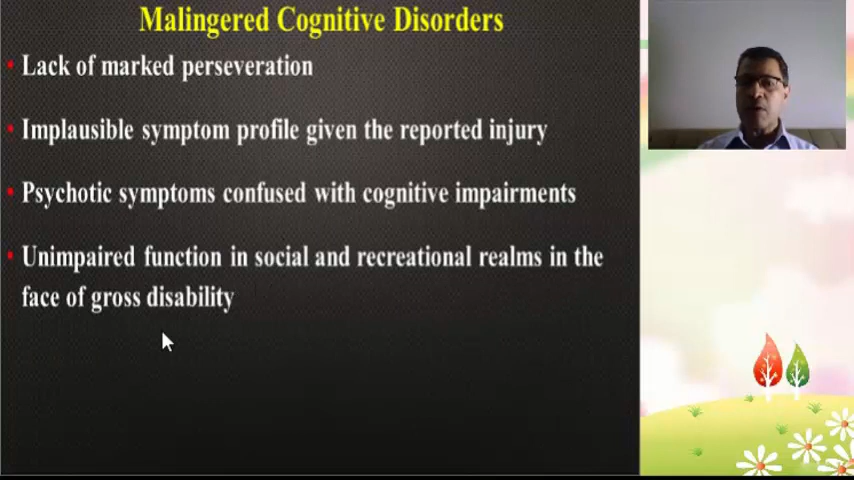 Malingered Cognitive Disorders
• Lack of marked perseveration
• Implausible symptom profile given the reported injury
• Psychotic symptoms confused with cognitive impairments
• Unimpaired function in social and recreational realms in the
face of gross disability